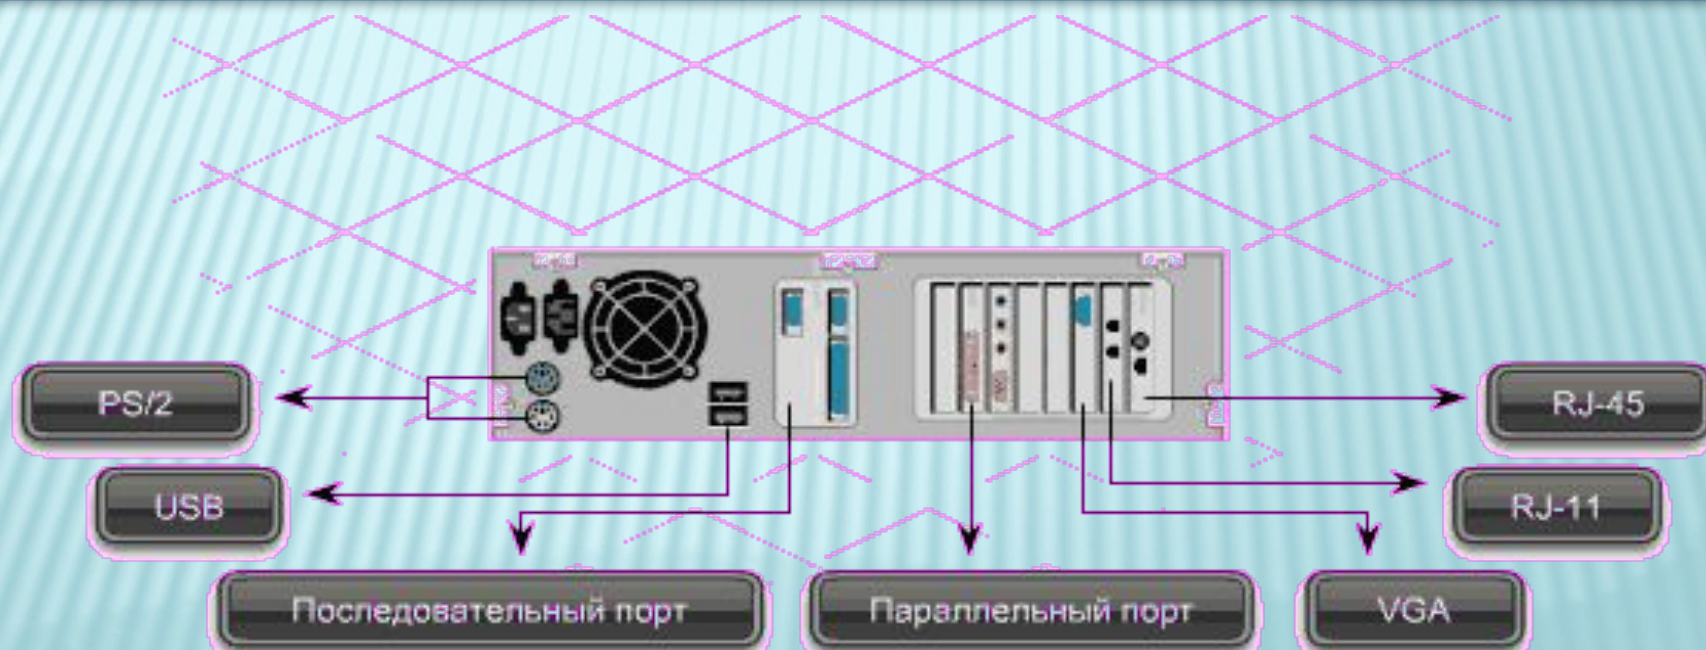 PS/2
RJ-45
USB
RJ-11
Последовательный порт
Параллельный порт
VGA